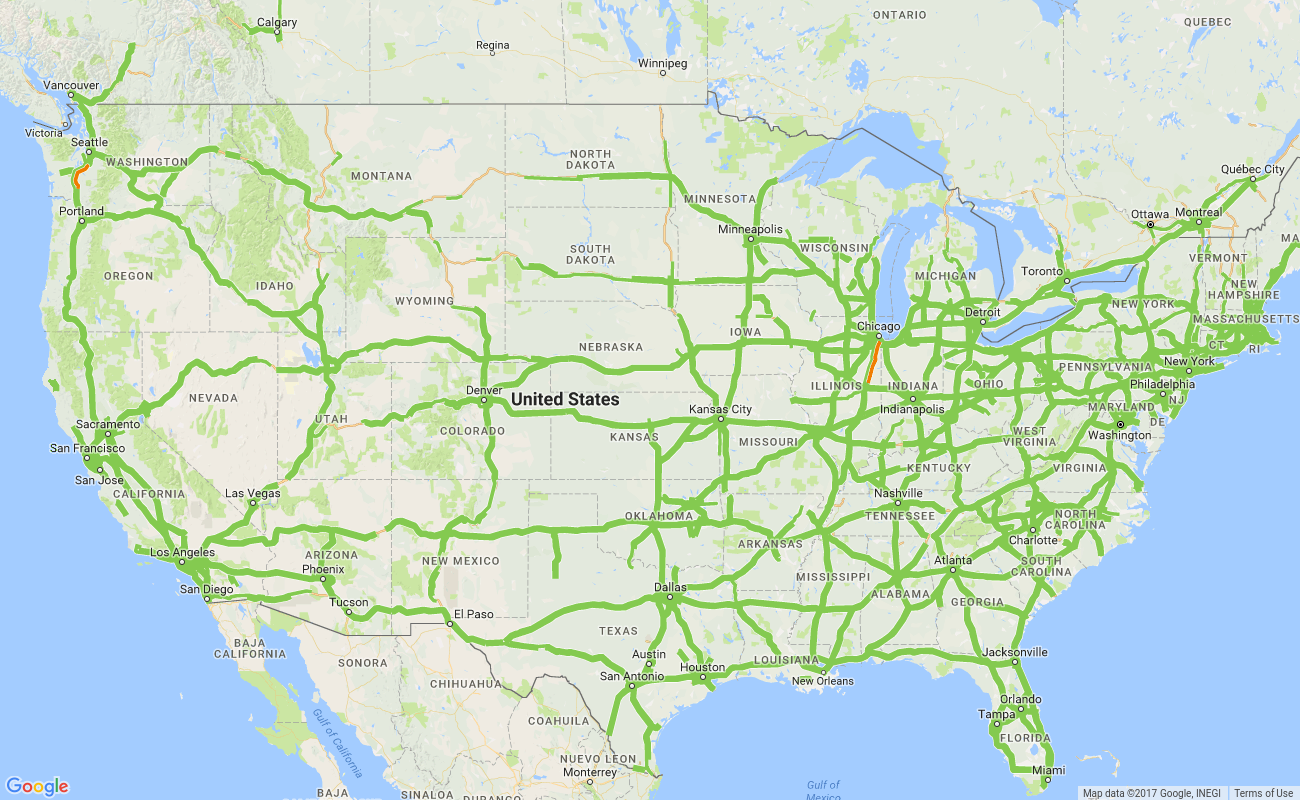 Calgary
Regina
Winnipeg
ONTARIO
QUEBEC
Vancouver
Victoria
Seattle
WASHINGTON
MONTANA
NORTH
DAKOTA
MINNESOTA
Québec City
Ottawa
Montreal
Portland
Minneapolis
WISCONSIN
MA
VERMONT
OREGON
IDAHO
SOUTH
DAKOTA
MICHIGAN
Toronto
NEW
HAMPSHIRE
WYOMING
Detroit
NEW YORK
MASSACHUSETTS
Chicago
IOWA
CT
RI
NEBRASKA
New York
PENNSYLVANIA
ILLINOIS
INDIANA
OHIO
Philadelphia
NJ
NEVADA
UTAH
Denver
United States
Kansas City
Indianapolis
MARYLAND
DE
Sacramento
COLORADO
KANSAS
MISSOURI
WEST
VIRGINIA
Washington
San Francisco
San Jose
KENTUCKY
VIRGINIA
CALIFORNIA
Las Vegas
Nashville
TENNESSEE
OKLAHOMA
NORTH
CAROLINA
Charlotte
Los Angeles
ARIZONA
NEW MEXICO
ARKANSAS
Atlanta
SOUTH
CAROLINA
Phoenix
MISSISSIPPI
San Diego
Dallas
ALABAMA
GEORGIA
Tucson
El Paso
TEXAS
BAJA
CALIFORNIA
SONORA
Austin
Houston
LOUISIANA
Jacksonville
CHIHUAHUA
San Antonio
New Orleans
Orlando
Tampa
COAHUILA
Gulf of
California
FLORIDA
NUEVO LEON
Monterrey
Miami
Google
BAJA
SINALOA
DURANGO
Gulf of
Mexico
Map data ©2017 Google, INEGI
Terms of Use